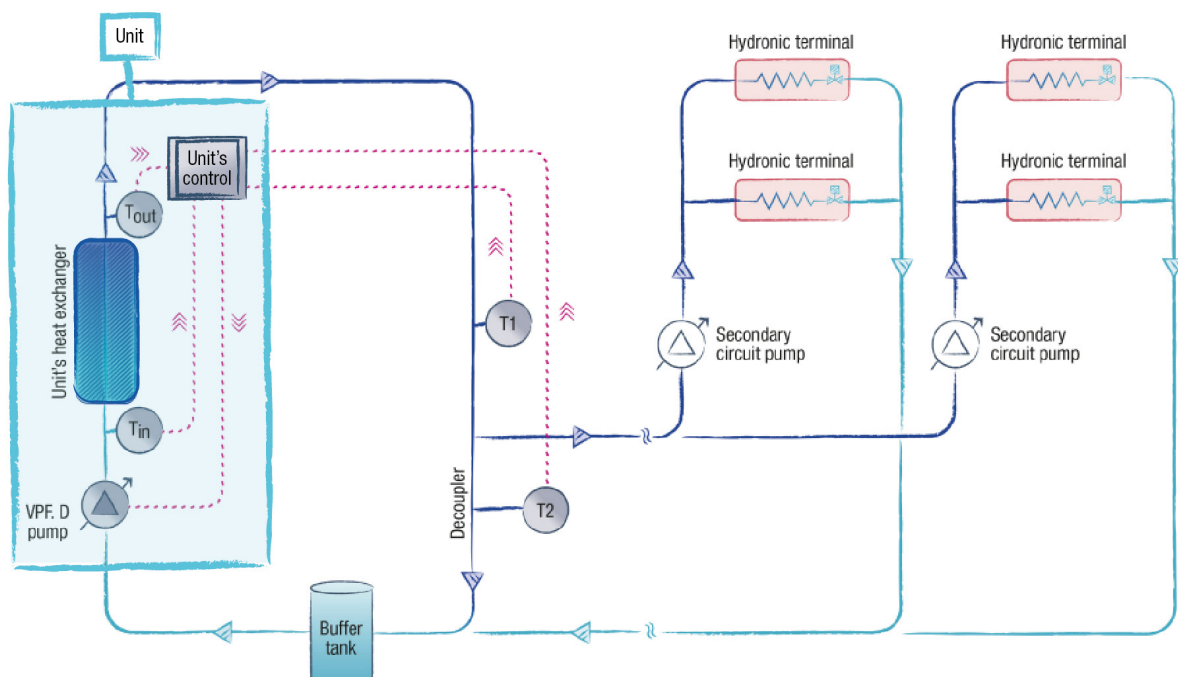 Unit
Hydronic terminal
Hydronic terminal
Unit's
control
Hydronic terminal
Hydronic terminal
Tout
Unit's heat exchanger
T1
Secondary
circuit pump
Secondary
circuit pump
Tin
Decoupler
VPF. D
pump
T2
Buffer
tank